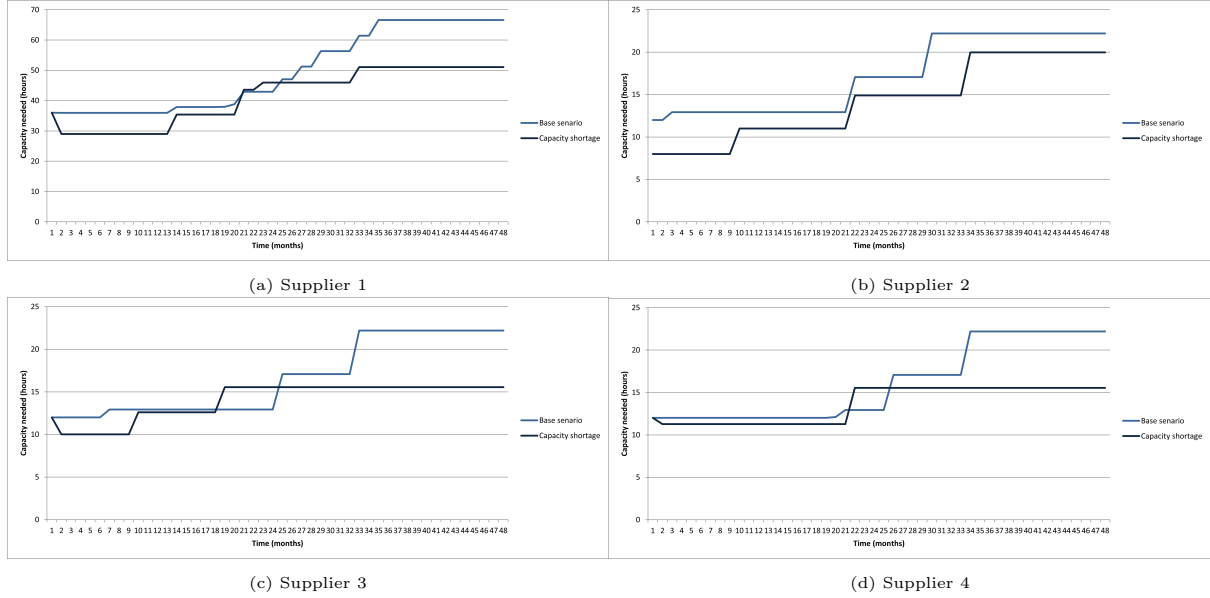 70
60
50
40
30
20
10
0
Capacity needed (hours)
1 2 3 4 5 6 7 8 9 10 11 12 13 14 15 16 17 18 19 20 21 22 23 24 25 26 27 28 29 30 31 32 33 34 35 36 37 38 39 40 41 42 43 44 45 46 47 48
Time (months)
Base senario
Capacity shortage
(a) Supplier 1
25
20
15
10
5
0
Capacity needed (hours)
1 2 3 4 5 6 7 8 9 10 11 12 13 14 15 16 17 18 19 20 21 22 23 24 25 26 27 28 29 30 31 32 33 34 35 36 37 38 39 40 41 42 43 44 45 46 47 48
Time (months)
Base senario
Capacity shortage
(b) Supplier 2
25
20
15
10
5
0
Capacity needed (hours)
1 2 3 4 5 6 7 8 9 10 11 12 13 14 15 16 17 18 19 20 21 22 23 24 25 26 27 28 29 30 31 32 33 34 35 36 37 38 39 40 41 42 43 44 45 46 47 48
Time (months)
Base senario
Capacity shortage
(c) Supplier 3
25
20
15
10
5
0
Capacity needed (hours)
1 2 3 4 5 6 7 8 9 10 11 12 13 14 15 16 17 18 19 20 21 22 23 24 25 26 27 28 29 30 31 32 33 34 35 36 37 38 39 40 41 42 43 44 45 46 47 48
Time (months)
Base senario
Capacity shortage
(d) Supplier 4